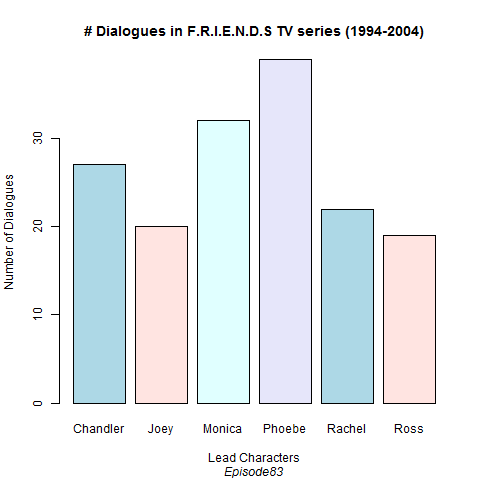 # Dialogues in F.R.I.E.N.D.S TV series (1994-2004)
Number of Dialogues
30
20
10
0
Chandler Joey Monica Phoebe Rachel Ross
Lead Characters
Episode83